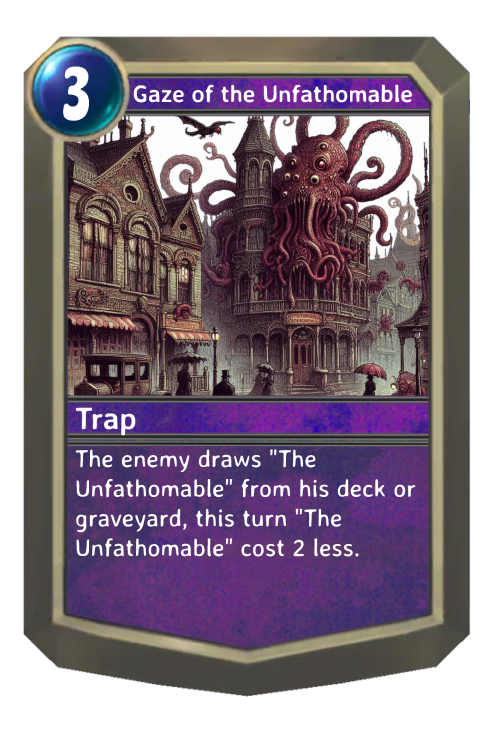 3
Gaze of the Unfathomable
Trap
The enemy draws "The
Unfathomable" from his deck or
graveyard, this turn "The
Unfathomable" cost 2 less.